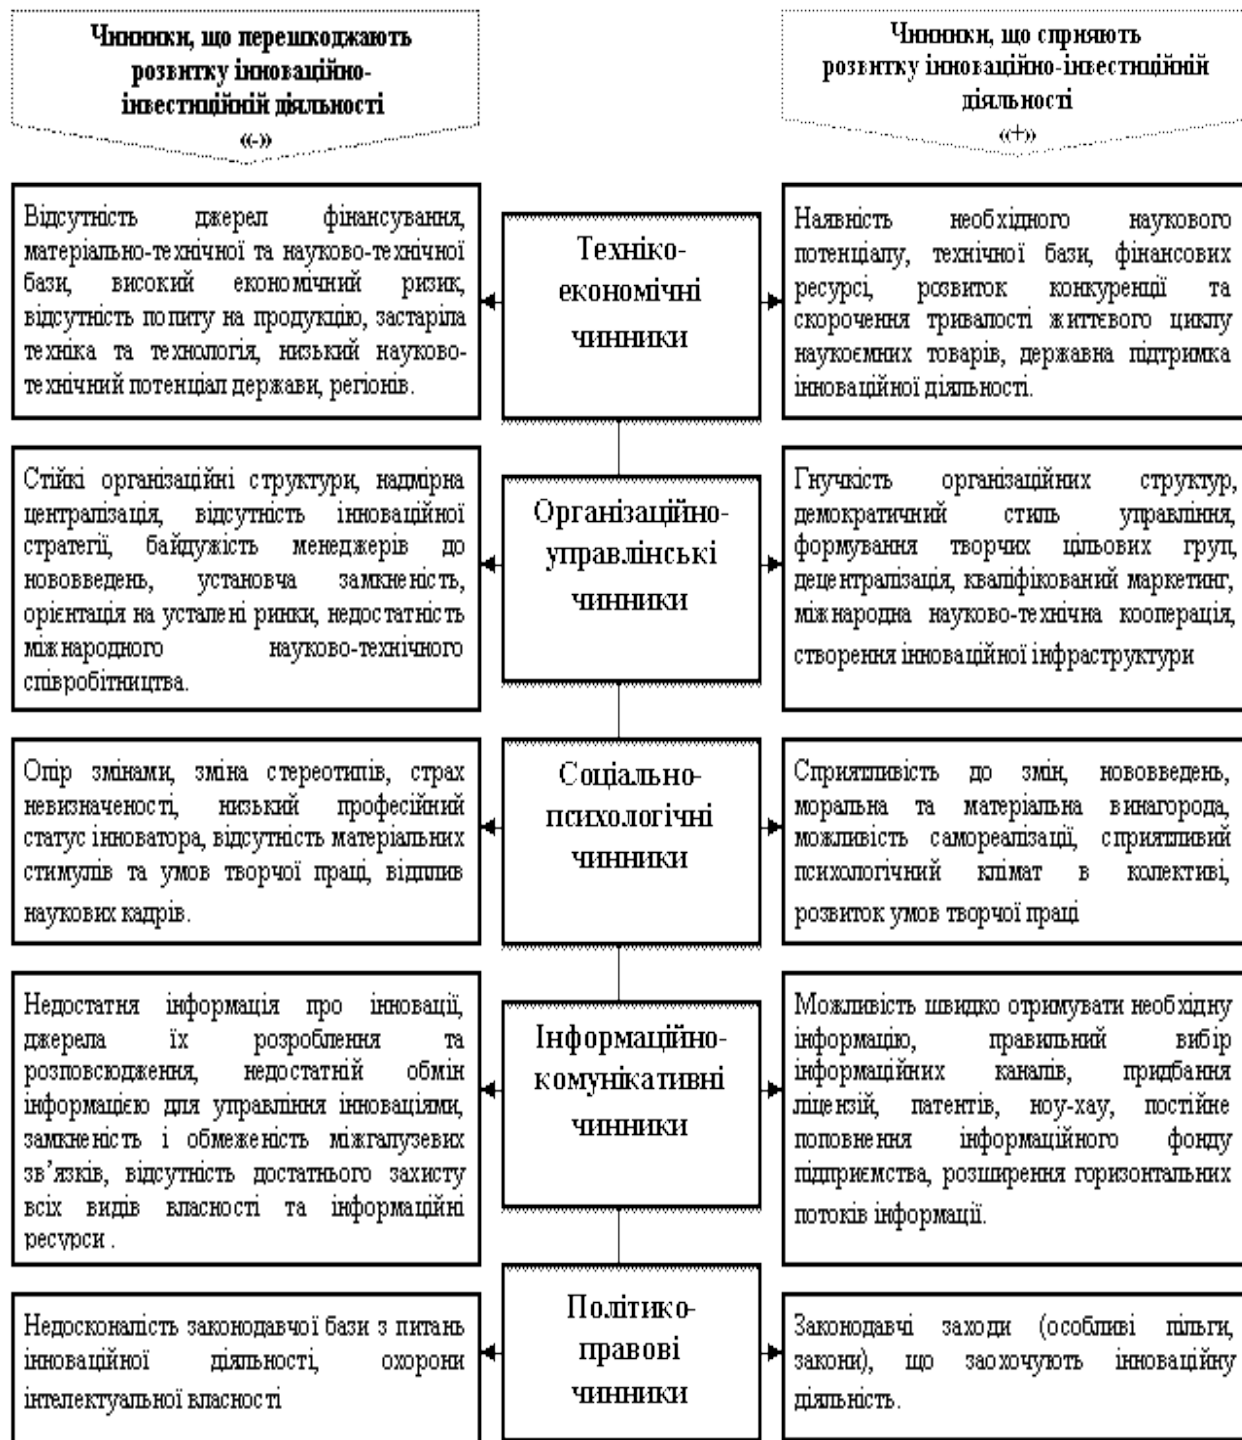 Чинники, що перешкоджають
розвитку інноваційно-
інвестиційній діяльності
«-»
Чинники, що сприяють
розвитку інноваційно-інвестиційній
діяльності
«+»
Відсутність джерел фінансування,
матеріально-технічної та науково-технічної
бази, високий економічний ризик,
відсутність попиту на продукцію, застаріла
техніка та технологія, низький науково-
технічний потенціал держави, регіонів.
Техніко-
економічні
чинники
Наявність необхідного наукового
потенціалу, технічної бази, фінансових
ресурсі, розвиток конкуренції та
скорочення тривалості життєвого циклу
наукоємних товарів, державна підтримка
інноваційної діяльності.
Стійкі організаційні структури, надмірна
централізація, відсутність інноваційної
стратегії, байдужість менеджерів до
нововведень, установча замкненість,
орієнтація на усталені ринки, недостатність
міжнародного науково-технічного
співробітництва.
Організаційно-
управлінські
чинники
Гнучкість організаційних структур,
демократичний стиль управління,
формування творчих цільових груп,
децентралізація, кваліфікований маркетинг,
міжнародна науково-технічна кооперація,
створення інноваційної інфраструктури
Опір змінами, зміна стереотипів, страх
невизначеності, низький професійний
статус інноватора, відсутність матеріальних
стимулів та умов творчої праці, відплив
наукових кадрів.
Соціально-
психологічні
чинники
Сприятливість до змін, нововведень,
моральна та матеріальна винагорода,
можливість самореалізації, сприятливий
психологічний клімат в колективі,
розвиток умов творчої праці
Недостатня інформація про інновації,
джерела їх розроблення та
розповсюдження, недостатній обмін
інформацією для управління інноваціями,
замкненість і обмеженість міжгалузевих
зв’язків, відсутність достатнього захисту
всіх видів власності та інформаційні
ресурси .
Інформаційно-
комунікативні
чинники
Можливість швидко отримувати необхідну
інформацію, правильний вибір
інформаційних каналів, придбання
ліцензій, патентів, ноу-хау, постійне
поповнення інформаційного фонду
підприємства, розширення горизонтальних
потоків інформації.
Недосконалість законодавчої бази з питань
інноваційної діяльності, охорони
інтелектуальної власності
Політико-
правові
чинники
Законодавчі заходи (особливі пільги,
закони), що заохочують інноваційну
діяльність.